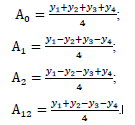 A₀ = (y₁+y₂+y₃+y₄)/4;
A₁ = (y₁−y₂+y₃−y₄)/4;
A₂ = (y₁−y₂−y₃+y₄)/4;
A₁₂ = (y₁+y₂−y₃−y₄)/4.